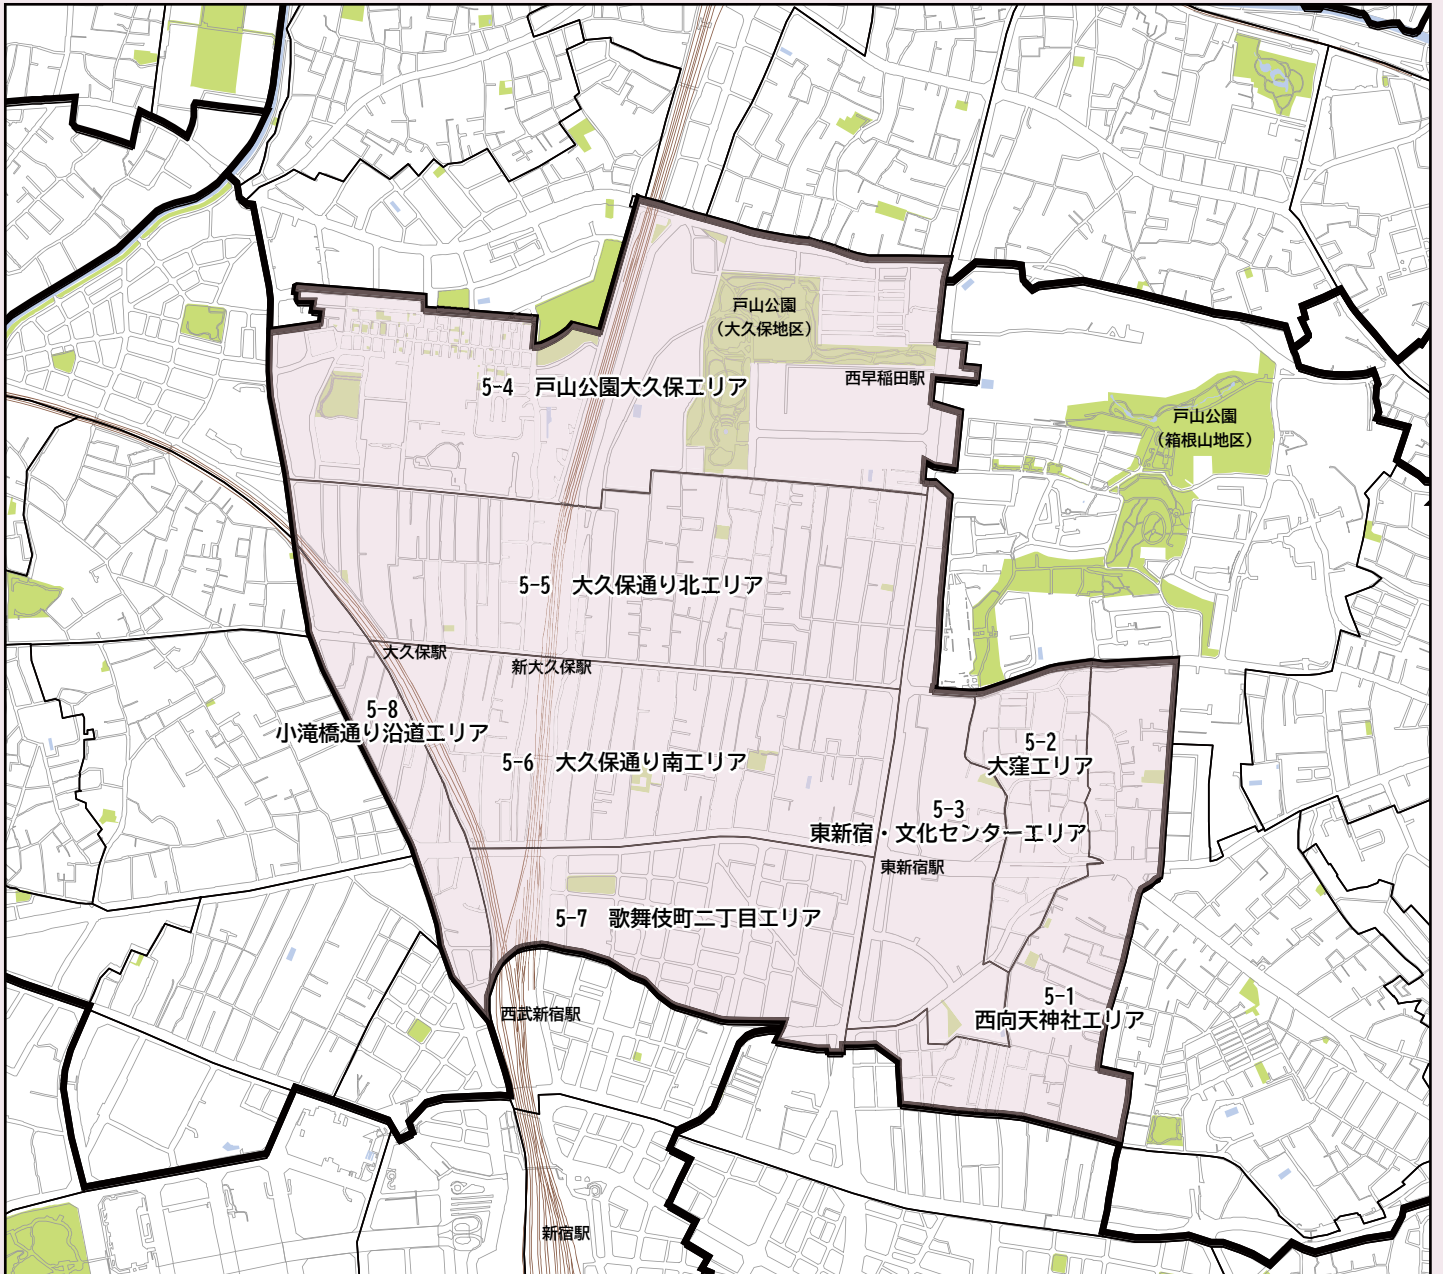 戸山公園
（大久保地区）
西早稲田駅
5-4　戸山公園大久保エリア
戸山公園
（箱根山地区）
5-5　大久保通り北エリア
大久保駅
新大久保駅
5-8
小滝橋通り沿道エリア
5-6　大久保通り南エリア
5-2
大窪エリア
5-3
東新宿・文化センターエリア
東新宿駅
5-7　歌舞伎町二丁目エリア
5-1
西向天神社エリア
西武新宿駅
新宿駅